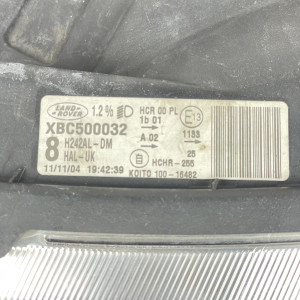 LAND ROVER 1.2% HCR 00 PL E13
1b 01
XBC500032 A 02 1133
8 H242AL-DM
HAL-UK HCHR-255 25
11/11/04 19:42:39 KOITO 100-16482